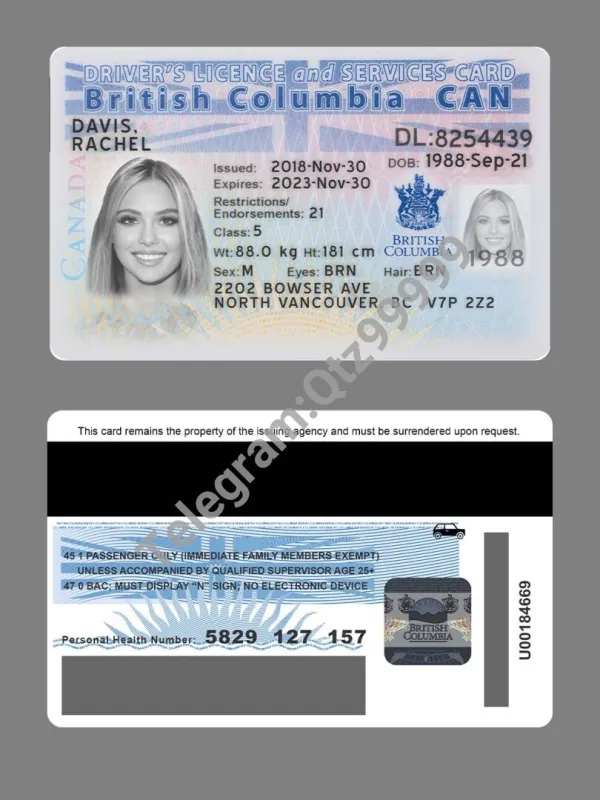 DRIVER'S LICENCE and SERVICES CARD
British Columbia CAN
DAVIS,
RACHEL
DL:8254439
Issued: 2018-Nov-30
DOB: 1988-Sep-21
Expires: 2023-Nov-30
Restrictions/
Endorsements: 21
Class: 5
Wt: 88.0 kg Ht: 181 cm
Sex: M Eyes: BRN Hair: BRN
2202 BOWSER AVE
NORTH VANCOUVER BC V7P 2Z2
CANADA
BRITISH
COLUMBIA
1988
Telegram:Qtz99999
This card remains the property of the issuing agency and must be surrendered upon request.
45 1 PASSENGER ONLY (IMMEDIATE FAMILY MEMBERS EXEMPT)
UNLESS ACCOMPANIED BY QUALIFIED SUPERVISOR AGE 25+
47 0 BAC; MUST DISPLAY "N" SIGN; NO ELECTRONIC DEVICE
Personal Health Number: 5829 127 157
BRITISH
COLUMBIA
U00184669